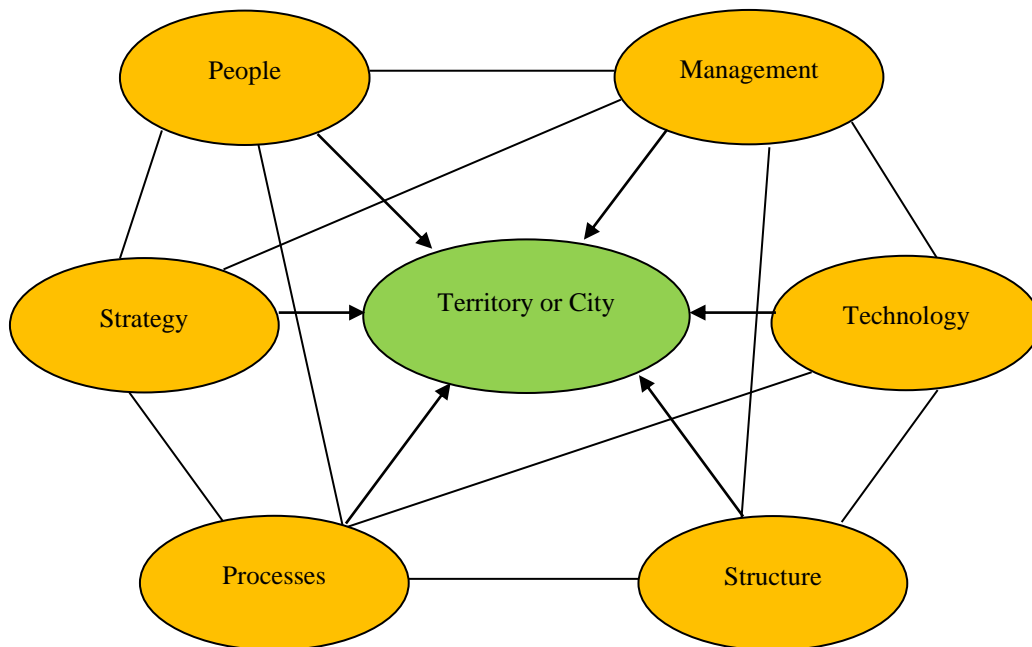 People
Management
Territory or City
Strategy
Technology
Processes
Structure